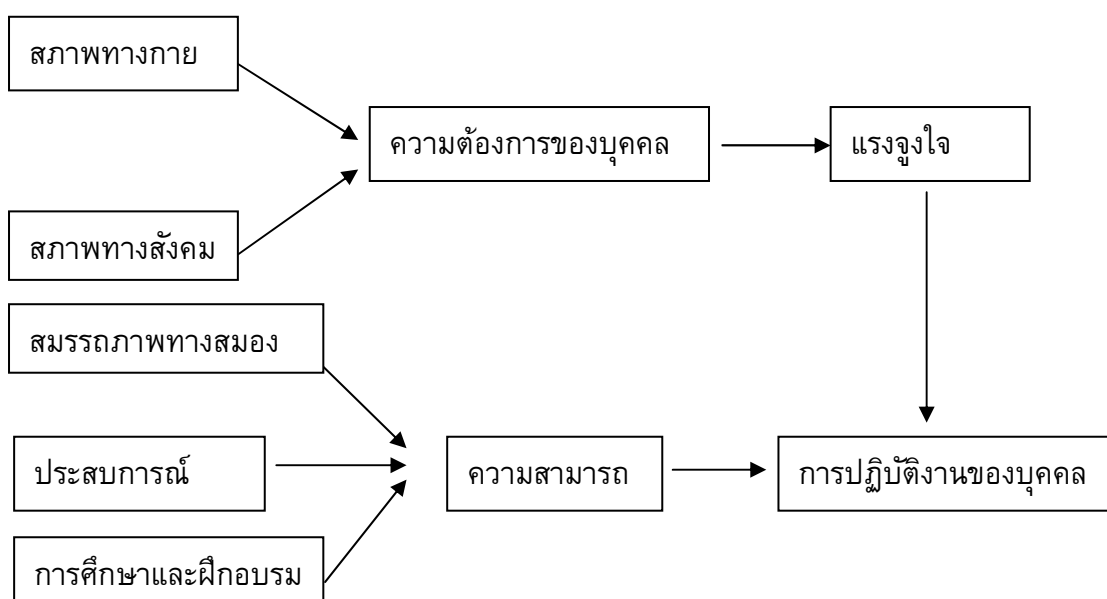 สภาพทางกาย
ความต้องการของบุคคล
แรงจูงใจ
สภาพทางสังคม
สมรรถภาพทางสมอง
ประสบการณ์
ความสามารถ
การปฏิบัติงานของบุคคล
การศึกษาและฝึกอบรม